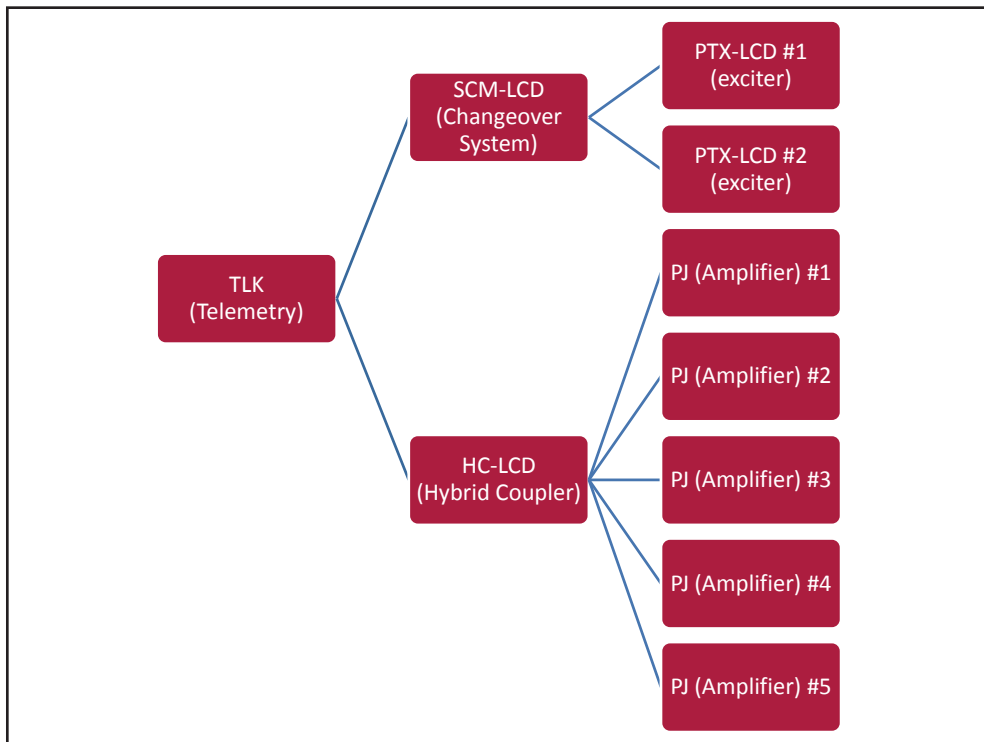 TLK
(Telemetry)
SCM-LCD
(Changeover
System)
PTX-LCD #1
(exciter)
PTX-LCD #2
(exciter)
HC-LCD
(Hybrid Coupler)
PJ (Amplifier) #1
PJ (Amplifier) #2
PJ (Amplifier) #3
PJ (Amplifier) #4
PJ (Amplifier) #5